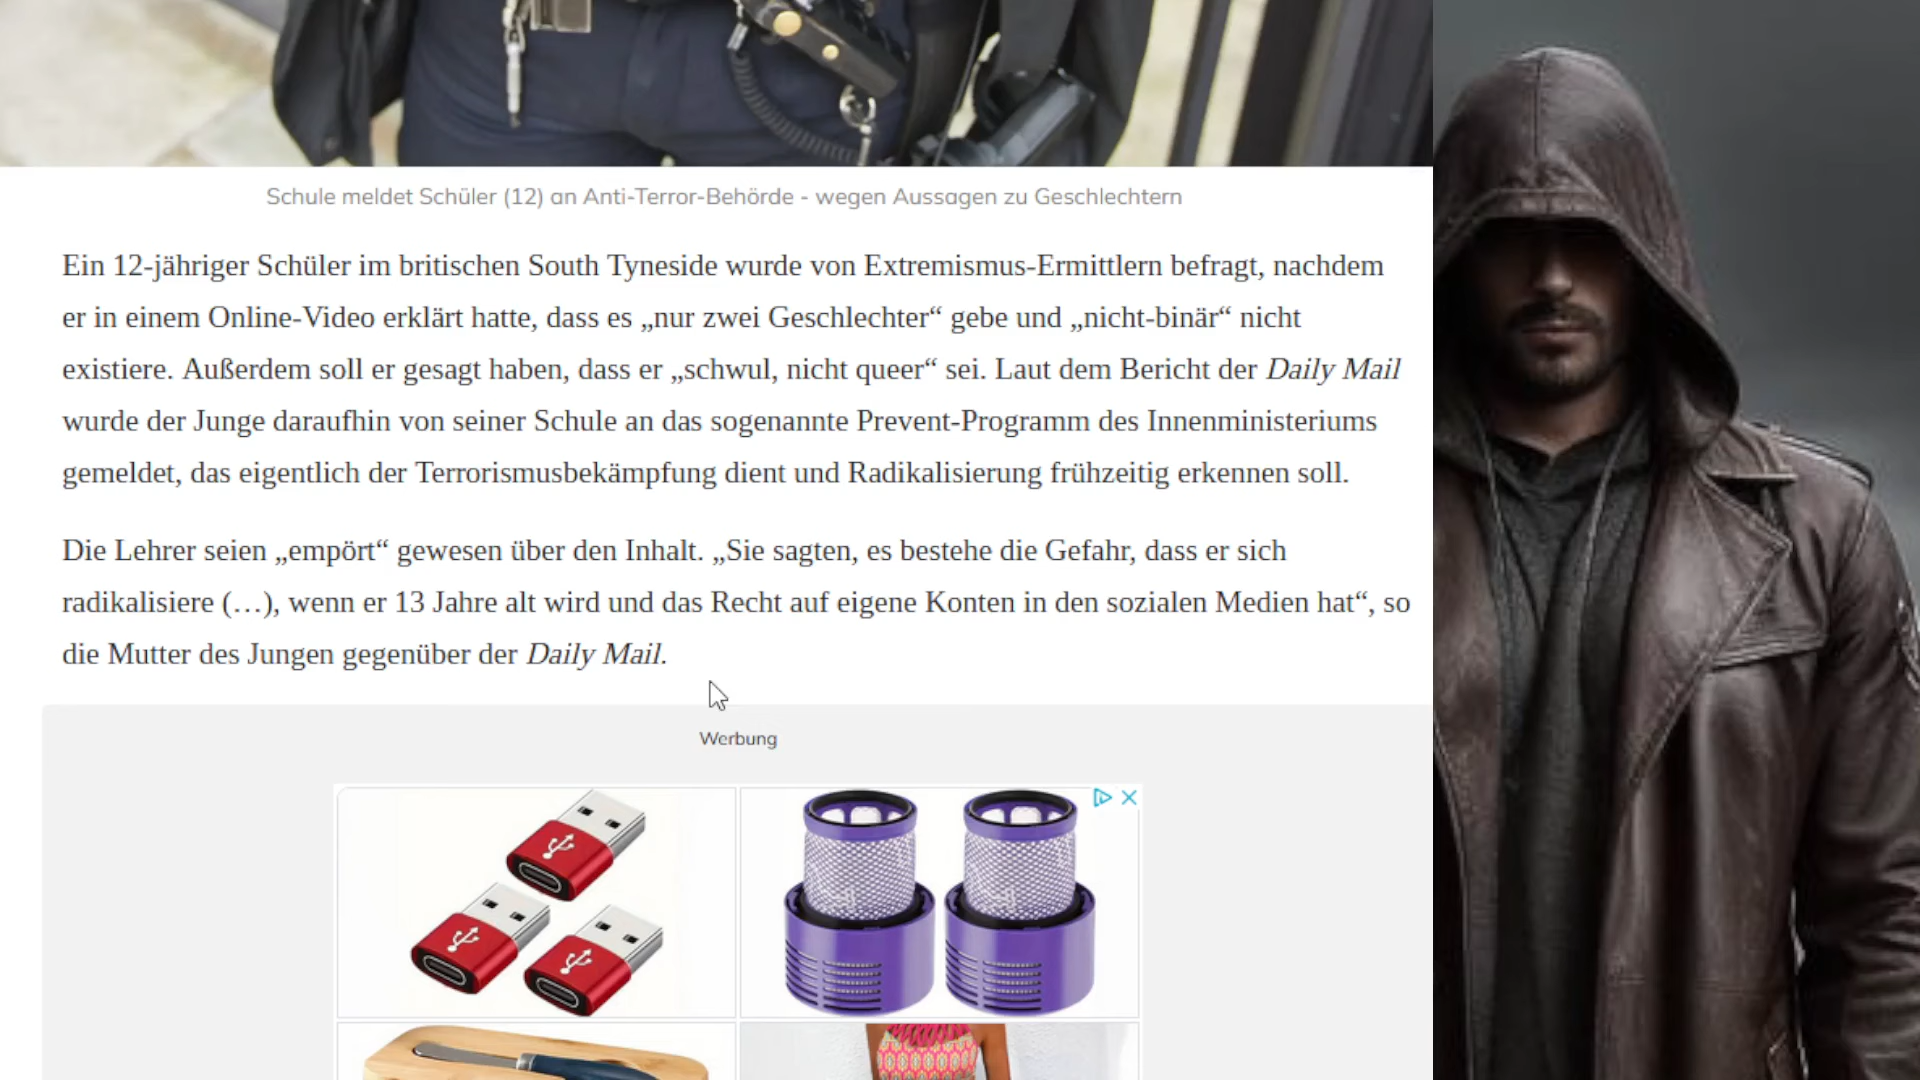 Schule meldet Schüler (12) an Anti-Terror-Behörde - wegen Aussagen zu Geschlechtern
Ein 12-jähriger Schüler im britischen South Tyneside wurde von Extremismus-Ermittlern befragt, nachdem
er in einem Online-Video erklärt hatte, dass es „nur zwei Geschlechter“ gebe und „nicht-binär“ nicht
existiere. Außerdem soll er gesagt haben, dass er „schwul, nicht queer“ sei. Laut dem Bericht der Daily Mail
wurde der Junge daraufhin von seiner Schule an das sogenannte Prevent-Programm des Innenministeriums
gemeldet, das eigentlich der Terrorismusbekämpfung dient und Radikalisierung frühzeitig erkennen soll.
Die Lehrer seien „empört“ gewesen über den Inhalt. „Sie sagten, es bestehe die Gefahr, dass er sich
radikalisiere (…), wenn er 13 Jahre alt wird und das Recht auf eigene Konten in den sozialen Medien hat“, so
die Mutter des Jungen gegenüber der Daily Mail.
Werbung